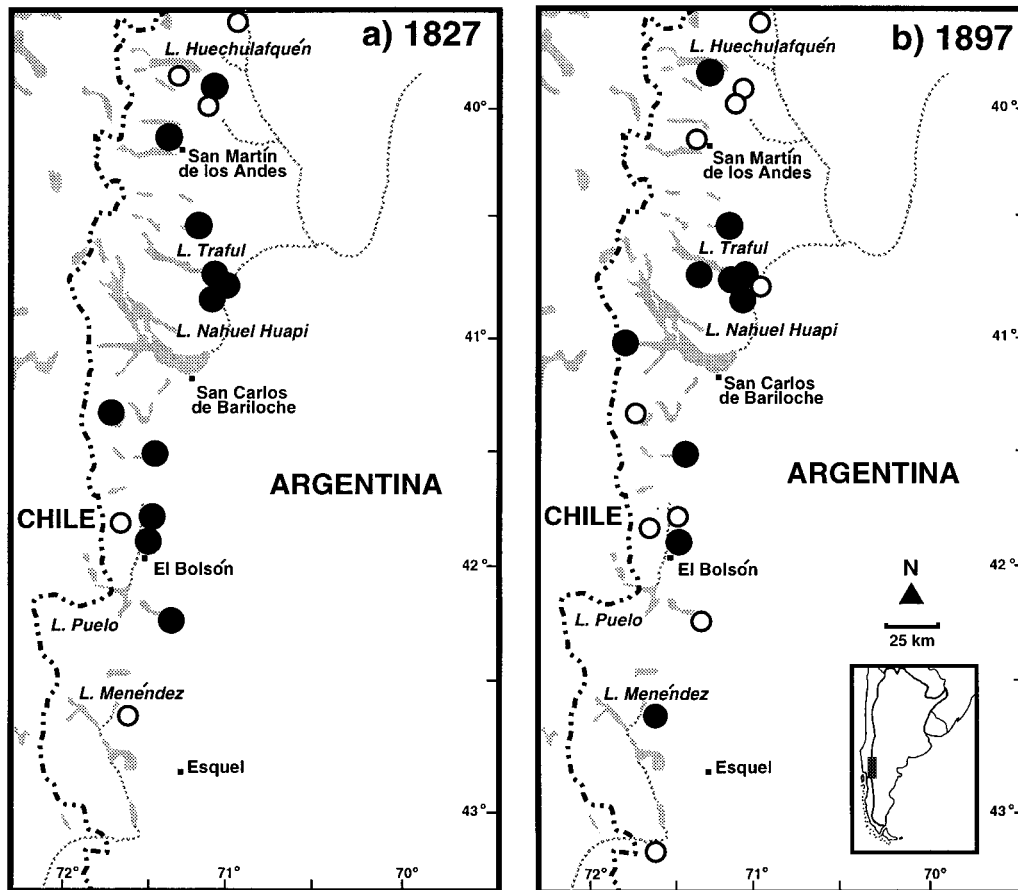 a) 1827
L. Huechulafquén
San Martín
de los Andes
L. Traful
L. Nahuel Huapi
San Carlos
de Bariloche
ARGENTINA
CHILE
El Bolsón
L. Puelo
L. Menéndez
Esquel
72°
71°
70°
b) 1897
L. Huechulafquén
40°
40°
San Martín
de los Andes
L. Traful
L. Nahuel Huapi
41°
41°
San Carlos
de Bariloche
ARGENTINA
CHILE
42°
42°
El Bolsón
N
25 km
L. Puelo
L. Menéndez
Esquel
43°
43°
72°
71°
70°